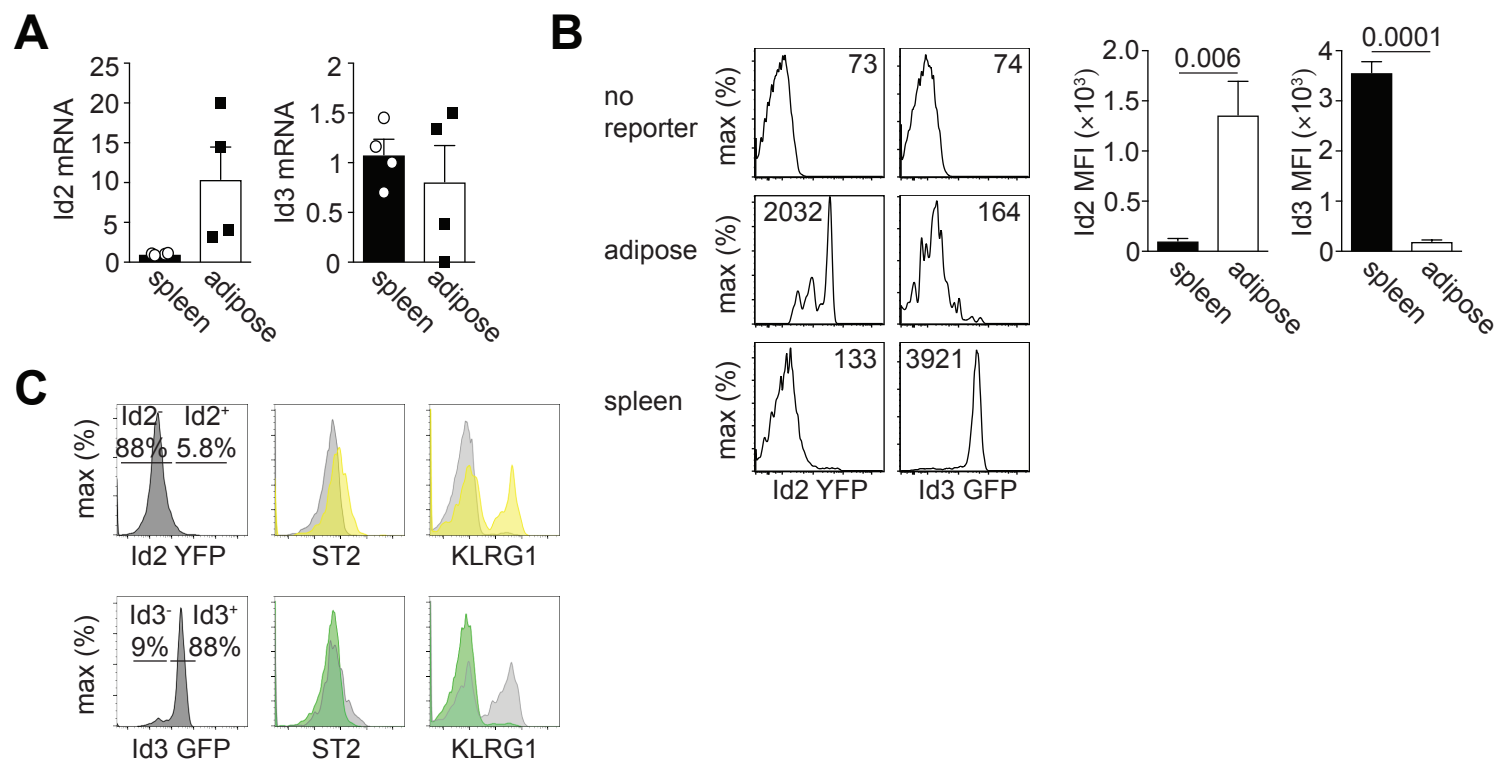 A
25
20
15
10
5
0
Id2 mRNA
spleen
adipose
2
1.5
1
0.5
0
Id3 mRNA
spleen
adipose
B
no
reporter
max (%)
73
74
adipose
max (%)
2032
164
spleen
max (%)
133
3921
Id2 YFP
Id3 GFP
0.006
2.0
1.5
1.0
0.5
0
Id2 MFI (×10³)
spleen
adipose
0.0001
4
3
2
1
0
Id3 MFI (×10³)
spleen
adipose
C
Id2⁻ Id2⁺
88% 5.8%
max (%)
Id2 YFP
ST2
KLRG1
Id3⁻ Id3⁺
9% 88%
max (%)
Id3 GFP
ST2
KLRG1